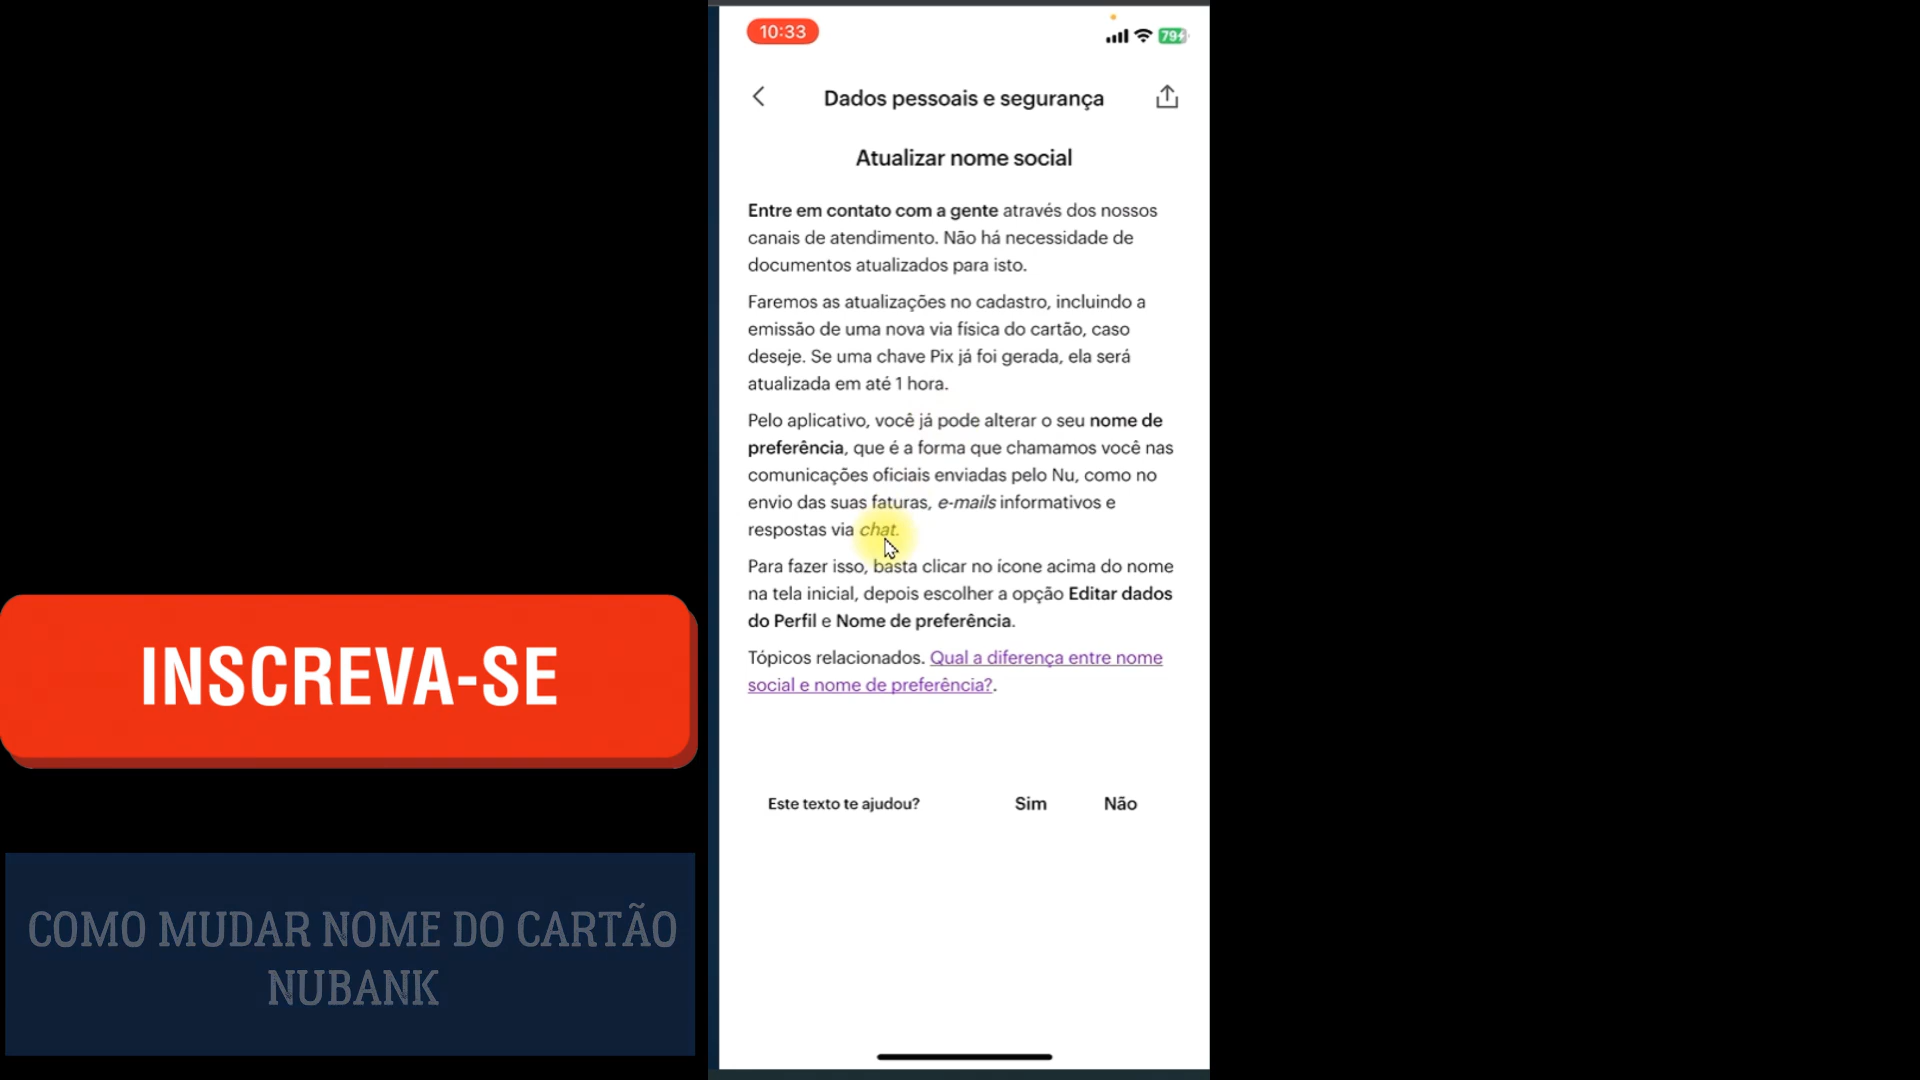 10:33
79
Dados pessoais e segurança
Atualizar nome social
Entre em contato com a gente através dos nossos
canais de atendimento. Não há necessidade de
documentos atualizados para isto.
Faremos as atualizações no cadastro, incluindo a
emissão de uma nova via física do cartão, caso
deseje. Se uma chave Pix já foi gerada, ela será
atualizada em até 1 hora.
Pelo aplicativo, você já pode alterar o seu nome de
preferência, que é a forma que chamamos você nas
comunicações oficiais enviadas pelo Nu, como no
envio das suas faturas, e-mails informativos e
respostas via chat.
Para fazer isso, basta clicar no ícone acima do nome
na tela inicial, depois escolher a opção Editar dados
do Perfil e Nome de preferência.
Tópicos relacionados. Qual a diferença entre nome
social e nome de preferência?.
Este texto te ajudou? Sim Não
INSCREVA-SE
COMO MUDAR NOME DO CARTÃO
NUBANK